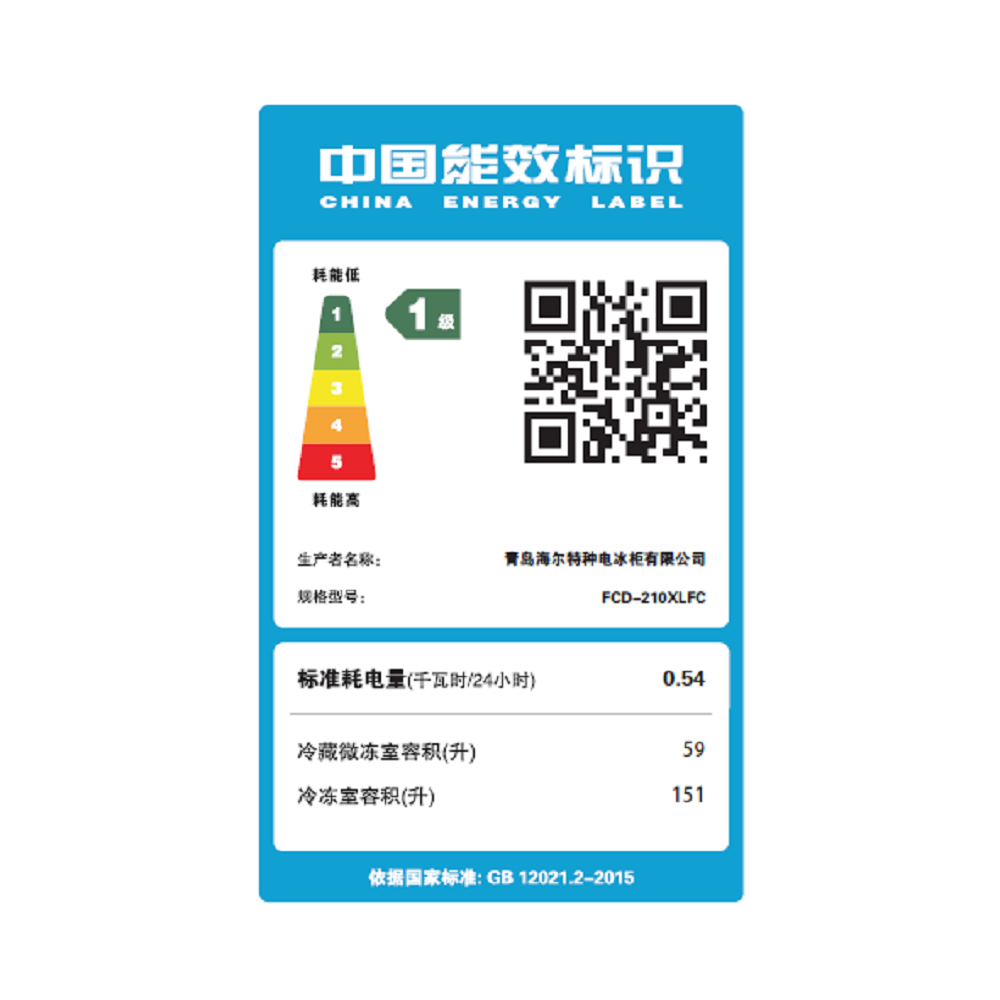 中国能效标识
CHINA ENERGY LABEL
耗能低
1
1级
2
3
4
5
耗能高
生产者名称: 青岛海尔特种电冰柜有限公司
规格型号: FCD-210XLFC
标准耗电量(千瓦时/24小时) 0.54
冷藏微冻室容积(升) 59
冷冻室容积(升) 151
依据国家标准: GB 12021.2-2015